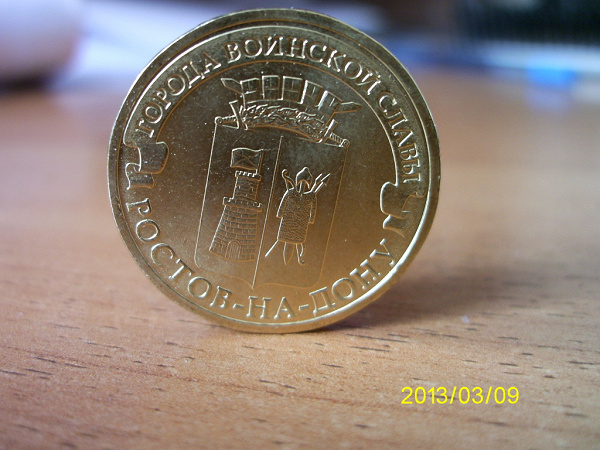 ГОРОДА ВОИНСКОЙ СЛАВЫ
РОСТОВ-НА-ДОНУ
2013/03/09